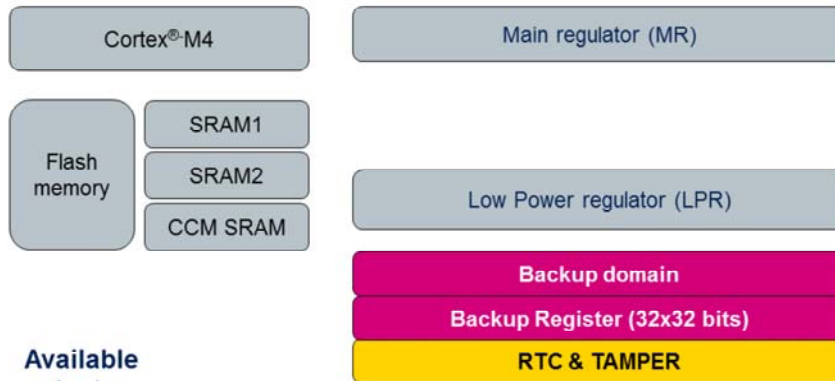 Cortex®-M4
Main regulator (MR)
Flash
memory
SRAM1
SRAM2
CCM SRAM
Low Power regulator (LPR)
Backup domain
Backup Register (32x32 bits)
RTC & TAMPER
Available